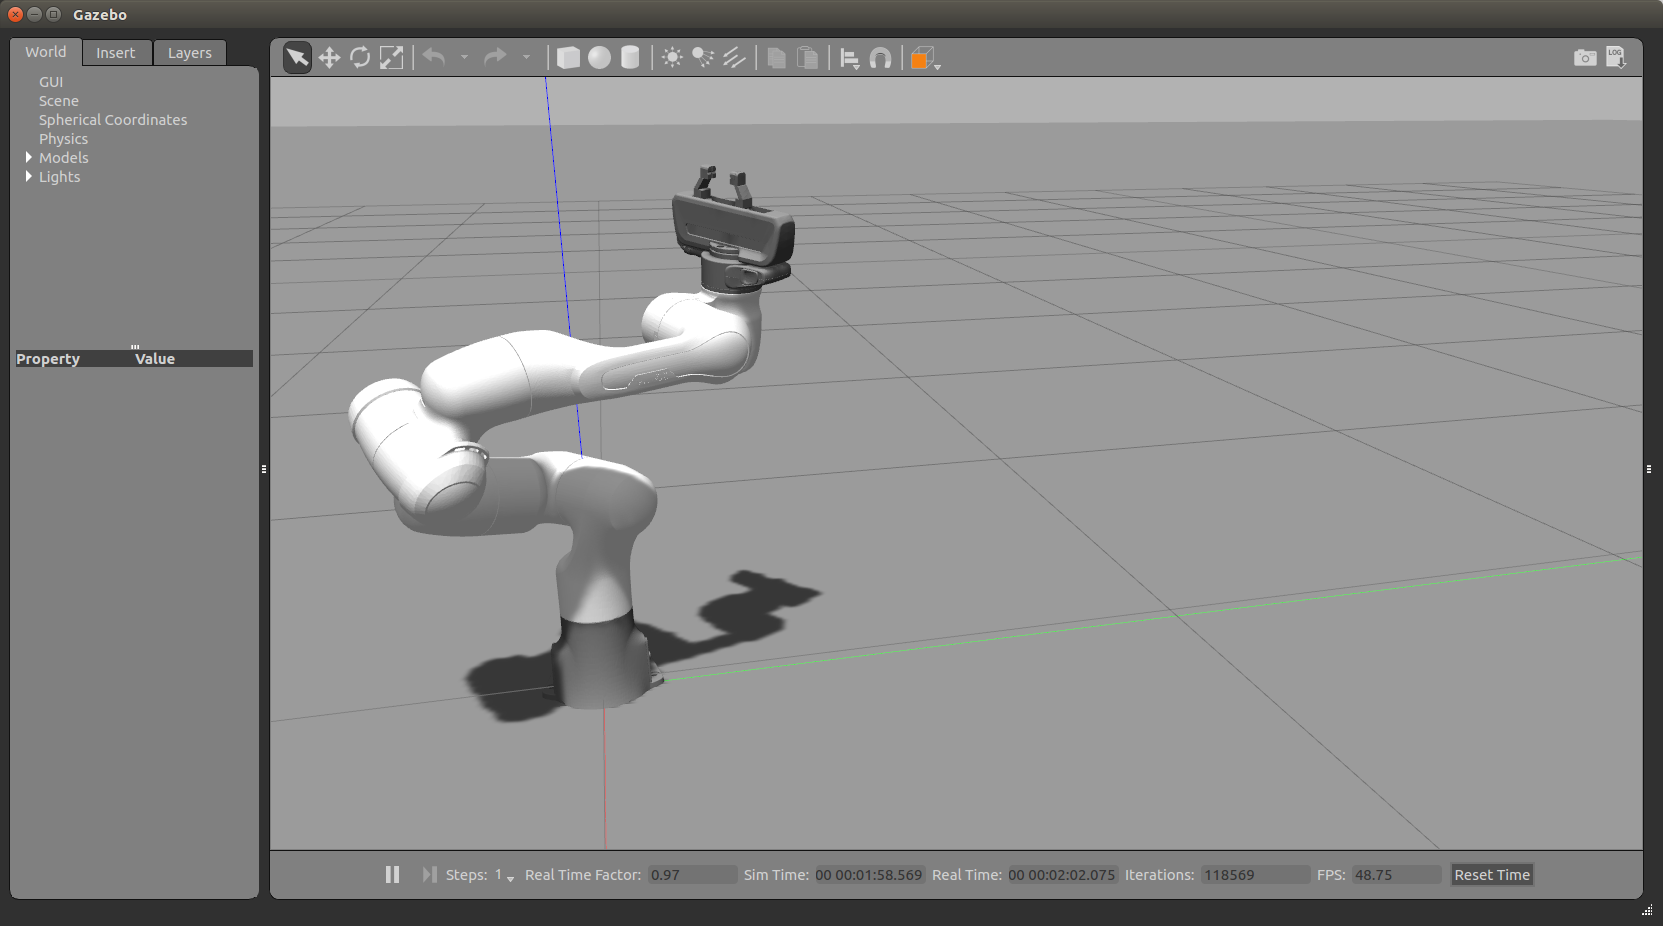 Gazebo
World Insert Layers
LOG
GUI
Scene
Spherical Coordinates
Physics
Models
Lights
Property Value
Steps: 1 Real Time Factor: 0.97 Sim Time: 00 00:01:58.569 Real Time: 00 00:02:02.075 Iterations: 118569 FPS: 48.75 Reset Time